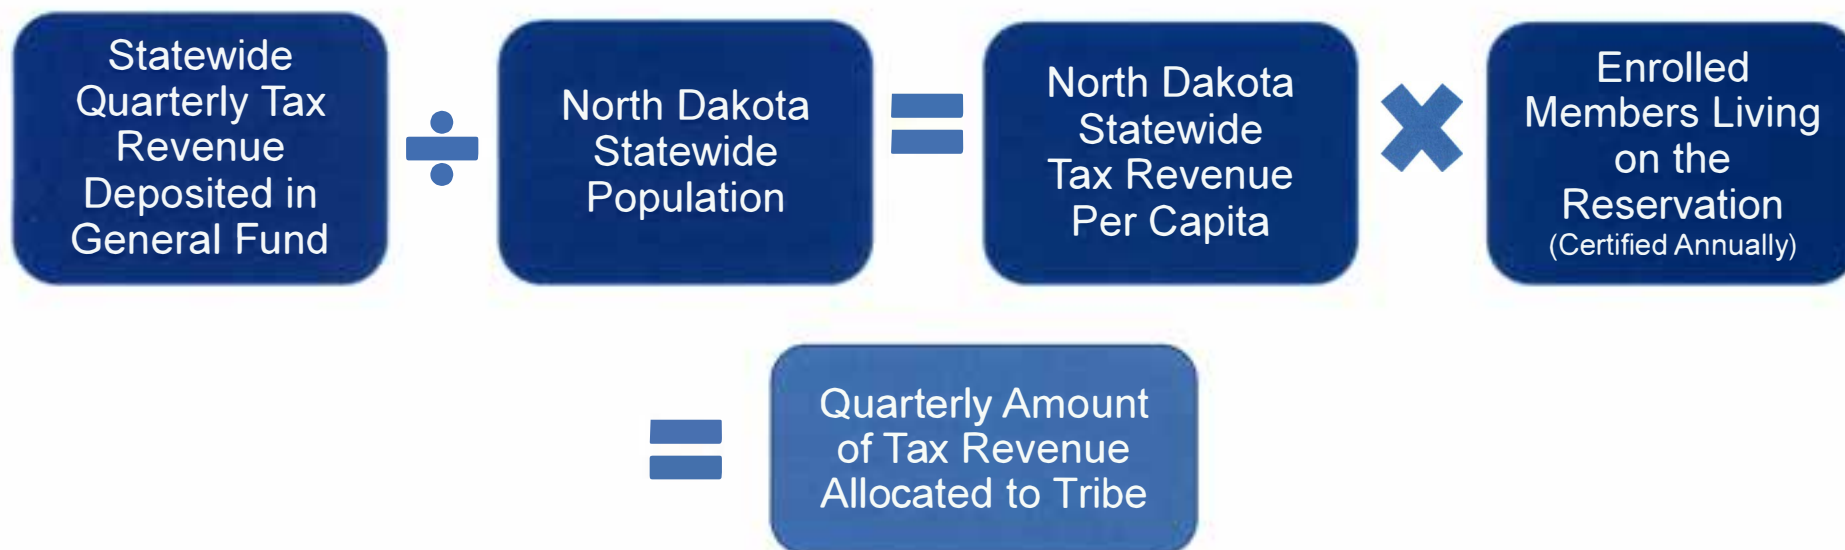 Statewide
Quarterly Tax
Revenue
Deposited in
General Fund
÷
North Dakota
Statewide
Population
=
North Dakota
Statewide
Tax Revenue
Per Capita
×
Enrolled
Members Living
on the
Reservation
(Certified Annually)
=
Quarterly Amount
of Tax Revenue
Allocated to Tribe